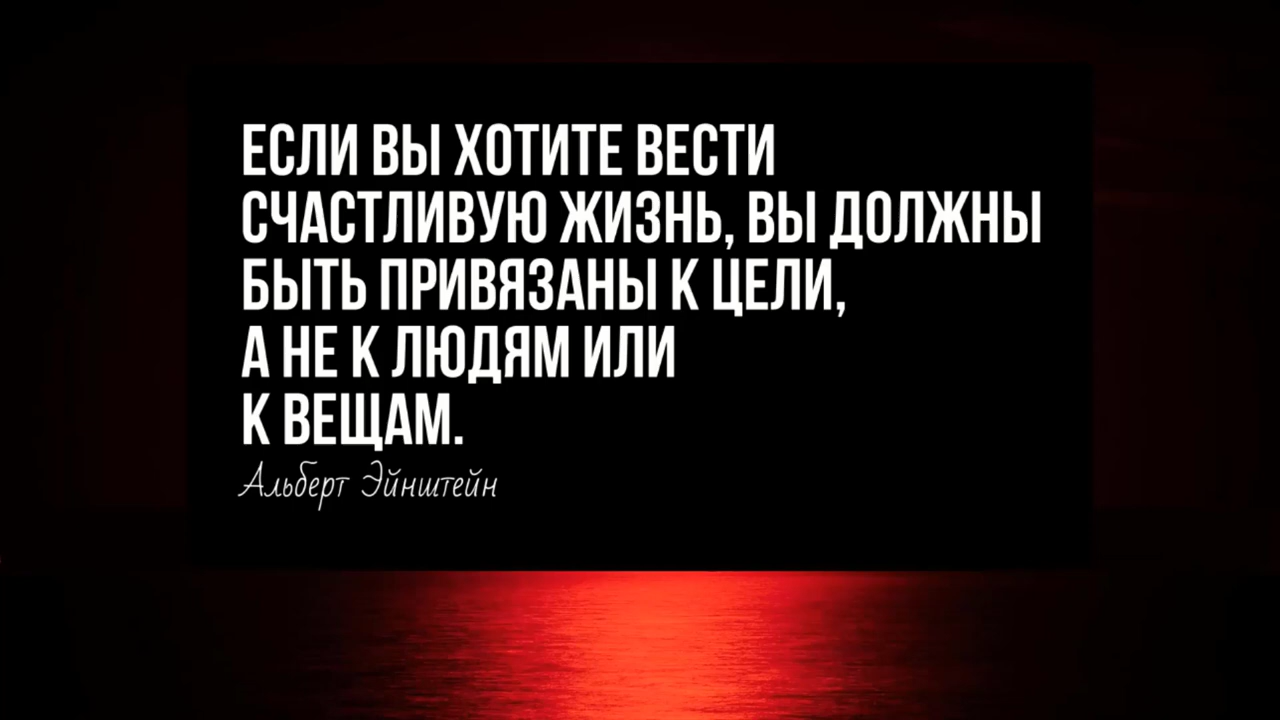 ЕСЛИ ВЫ ХОТИТЕ ВЕСТИ
СЧАСТЛИВУЮ ЖИЗНЬ, ВЫ ДОЛЖНЫ
БЫТЬ ПРИВЯЗАНЫ К ЦЕЛИ,
А НЕ К ЛЮДЯМ ИЛИ
К ВЕЩАМ.
Альберт Эйнштейн